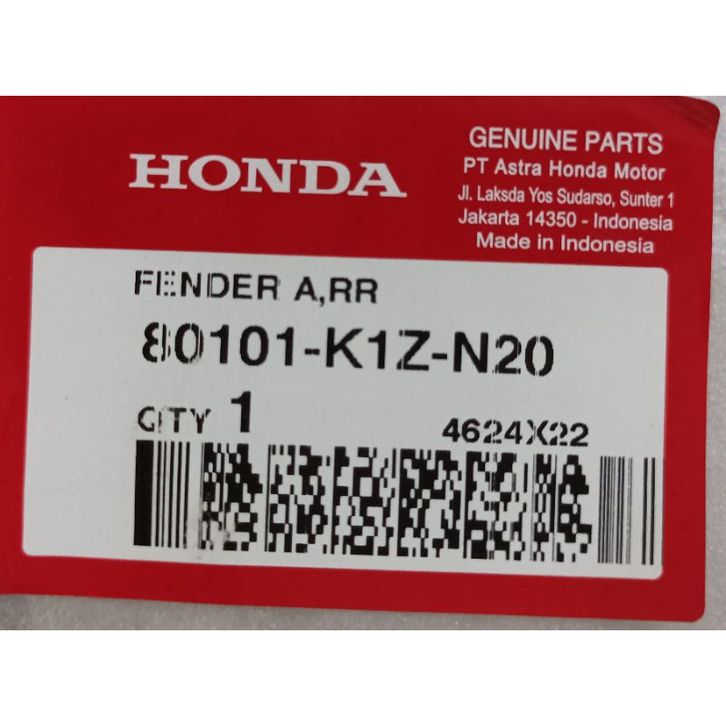 HONDA
GENUINE PARTS
PT Astra Honda Motor
Jl. Laksda Yos Sudarso, Sunter 1
Jakarta 14350 - Indonesia
Made in Indonesia
FENDER A,RR
80101-K1Z-N20
QTY 1
4624X22